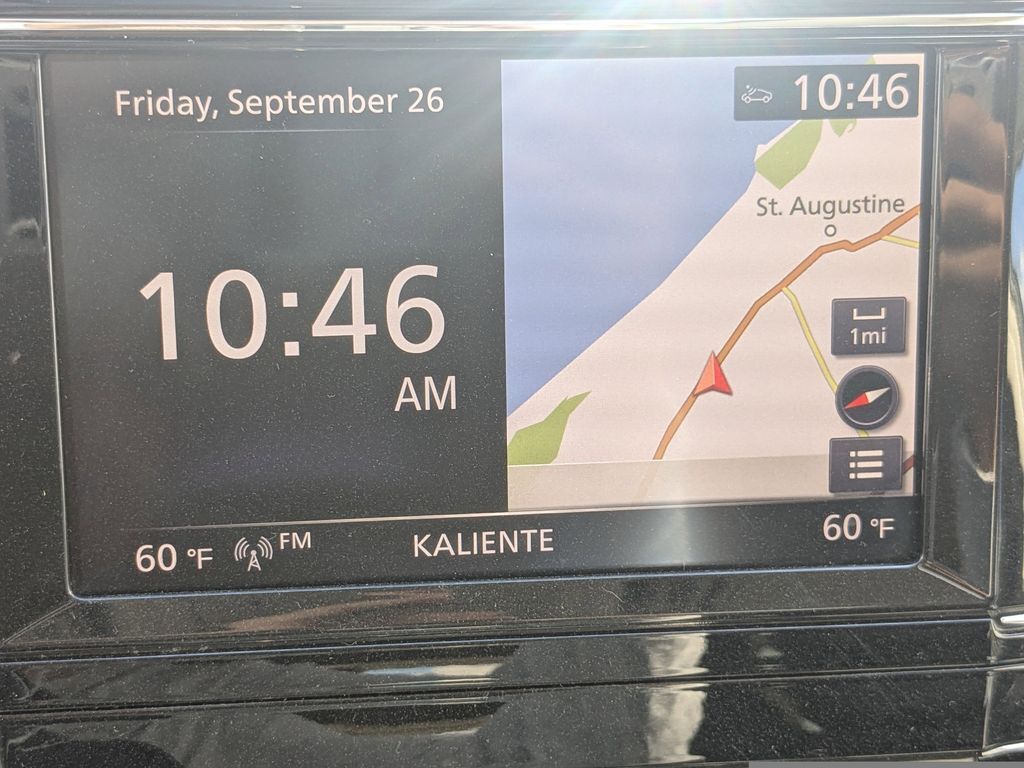 Friday, September 26
10:46
AM
10:46
St. Augustine
1mi
60 °F
FM
KALIENTE
60 °F